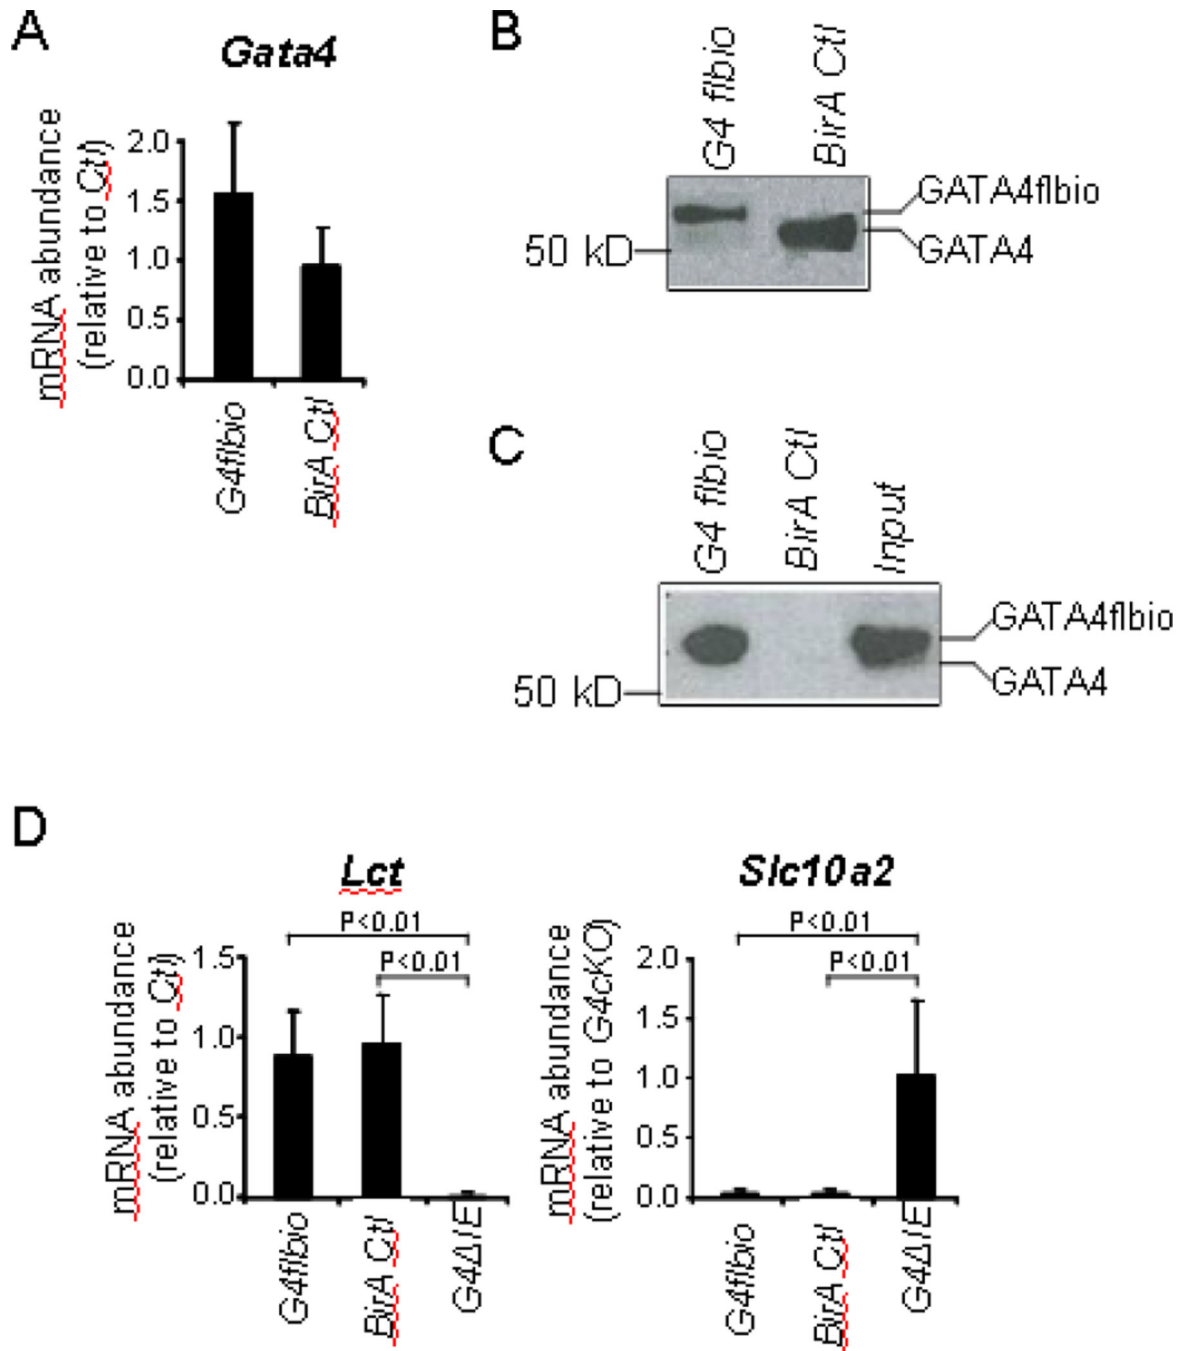 A
Gata4
mRNA abundance
(relative to Ctl)
2.0
1.5
1.0
0.5
0.0
G4flbio
BirA Ctl
B
G4 flbio
BirA Ctl
50 kD
GATA4flbio
GATA4
C
G4 flbio
BirA Ctl
Input
50 kD
GATA4flbio
GATA4
D
Lct
P<0.01
P<0.01
mRNA abundance
(relative to Ctl)
1.5
1.0
0.5
0.0
G4flbio
BirA Ctl
G4ΔIE
Slc10a2
P<0.01
P<0.01
mRNA abundance
(relative to G4cKO)
2.0
1.5
1.0
0.5
0.0
G4flbio
BirA Ctl
G4ΔIE